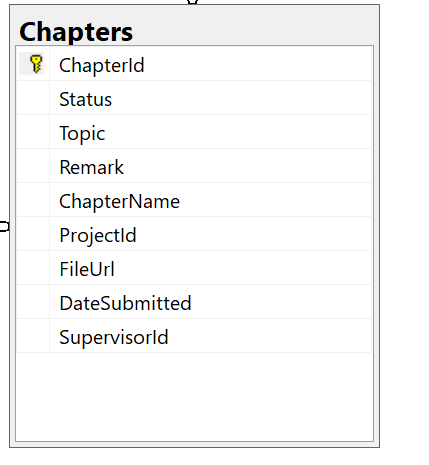 Chapters
ChapterId
Status
Topic
Remark
ChapterName
ProjectId
FileUrl
DateSubmitted
SupervisorId